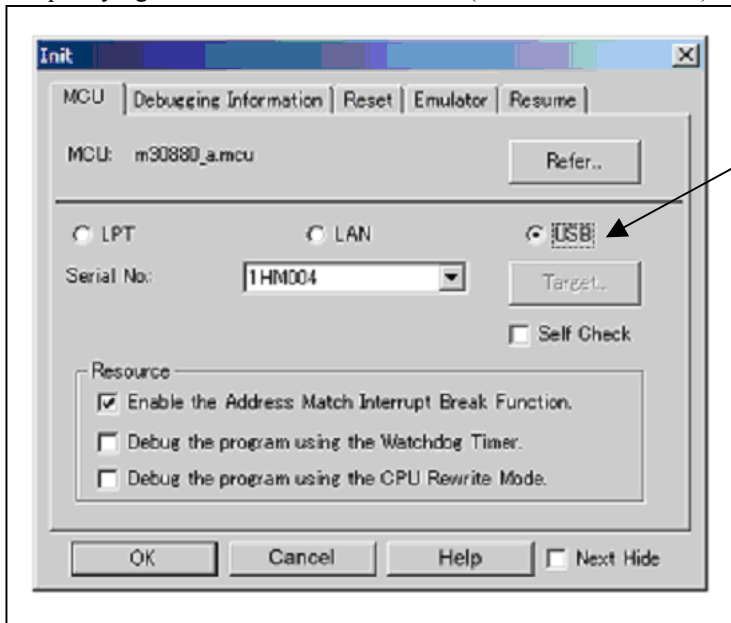 Init
MCU Debugging Information Reset Emulator Resume
MCU: m30880_a.mcu Refer..
LPT LAN USB
Serial No.: 1HM004 Target..
Self Check
Resource
Enable the Address Match Interrupt Break Function.
Debug the program using the Watchdog Timer.
Debug the program using the CPU Rewrite Mode.
OK Cancel Help Next Hide